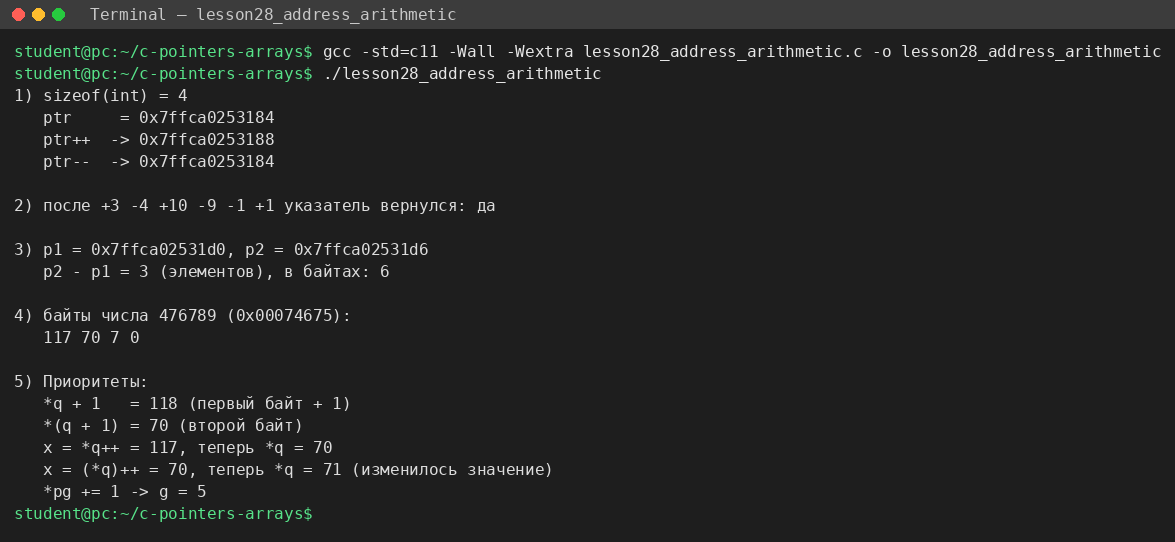 Terminal — lesson28_address_arithmetic
student@pc:~/c-pointers-arrays$ gcc -std=c11 -Wall -Wextra lesson28_address_arithmetic.c -o lesson28_address_arithmetic
student@pc:~/c-pointers-arrays$ ./lesson28_address_arithmetic
1) sizeof(int) = 4
   ptr     = 0x7ffca0253184
   ptr++  -> 0x7ffca0253188
   ptr--  -> 0x7ffca0253184
2) после +3 -4 +10 -9 -1 +1 указатель вернулся: да
3) p1 = 0x7ffca02531d0, p2 = 0x7ffca02531d6
   p2 - p1 = 3 (элементов), в байтах: 6
4) байты числа 476789 (0x00074675):
   117 70 7 0
5) Приоритеты:
   *q + 1   = 118 (первый байт + 1)
   *(q + 1) = 70 (второй байт)
   x = *q++ = 117, теперь *q = 70
   x = (*q)++ = 70, теперь *q = 71 (изменилось значение)
   *pg += 1 -> g = 5
student@pc:~/c-pointers-arrays$